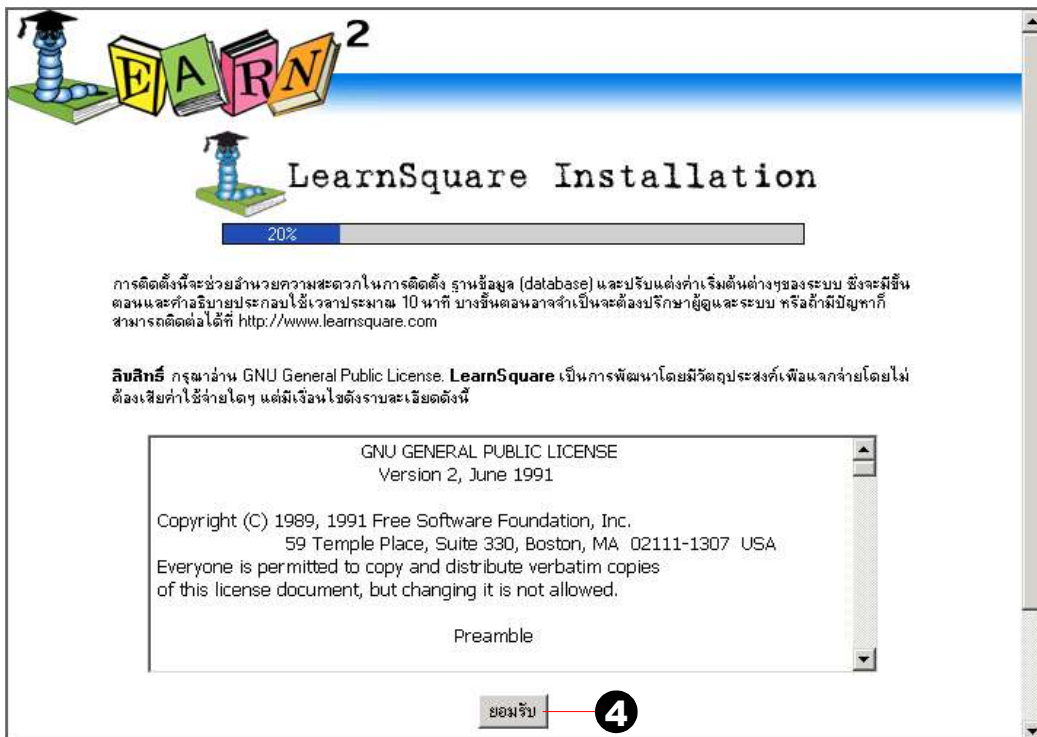 LEARN2
LearnSquare Installation
20%
การติดตั้งนี้จะช่วยอำนวยความสะดวกในการติดตั้ง ฐานข้อมูล (database) และปรับแต่งค่าเริ่มต้นต่างๆของระบบ ซึ่งจะมีขั้น
ตอนและคำอธิบายประกอบใช้เวลาประมาณ 10 นาที บางขั้นตอนอาจจำเป็นจะต้องปรึกษาผู้ดูแลระบบ หรือถ้ามีปัญหาก็
สามารถติดต่อได้ที่ http://www.learnsquare.com
ลิขสิทธิ์ กรุณาอ่าน GNU General Public License. LearnSquare เป็นการพัฒนาโดยมีวัตถุประสงค์เพื่อแจกจ่ายโดยไม่
ต้องเสียค่าใช้จ่ายใดๆ แต่มีเงื่อนไขดังรายละเอียดดังนี้
GNU GENERAL PUBLIC LICENSE
Version 2, June 1991
Copyright (C) 1989, 1991 Free Software Foundation, Inc.
59 Temple Place, Suite 330, Boston, MA 02111-1307 USA
Everyone is permitted to copy and distribute verbatim copies
of this license document, but changing it is not allowed.
Preamble
ยอมรับ 4